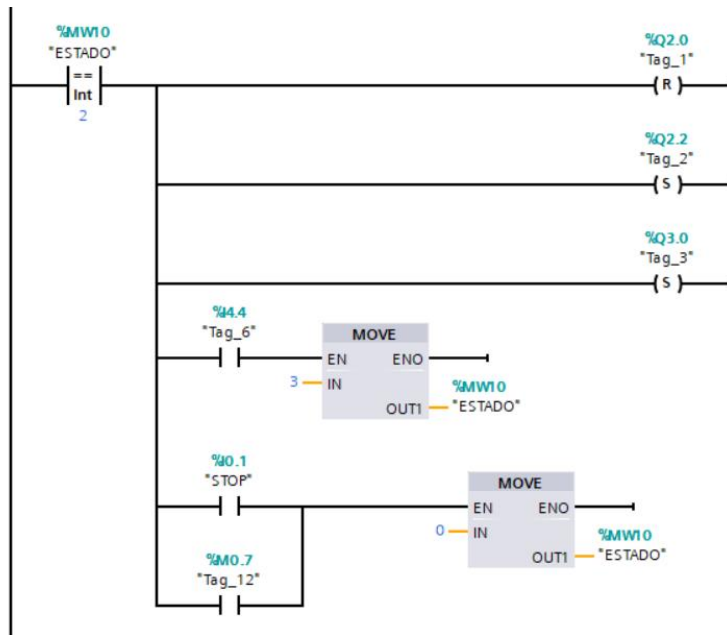 %MW10
"ESTADO"
==
Int
2
%Q2.0
"Tag_1"
R
%Q2.2
"Tag_2"
S
%Q3.0
"Tag_3"
S
%I4.4
"Tag_6"
MOVE
EN ENO
3 IN
%MW10
OUT1 "ESTADO"
%I0.1
"STOP"
MOVE
EN ENO
0 IN
%MW10
OUT1 "ESTADO"
%M0.7
"Tag_12"